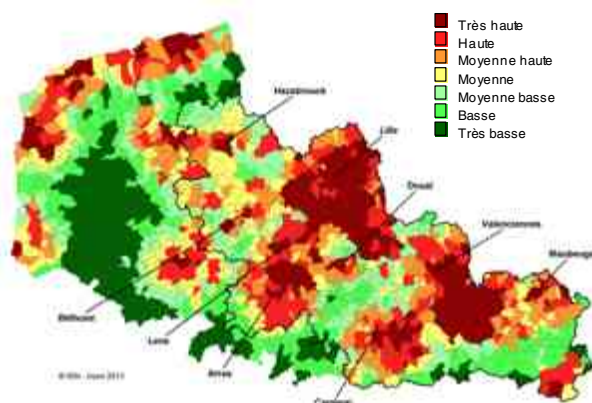 Très haute
Haute
Moyenne haute
Moyenne
Moyenne basse
Basse
Très basse
Hazebrouck
Lille
Douai
Valenciennes
Maubeuge
Béthune
Lens
Arras
Cambrai